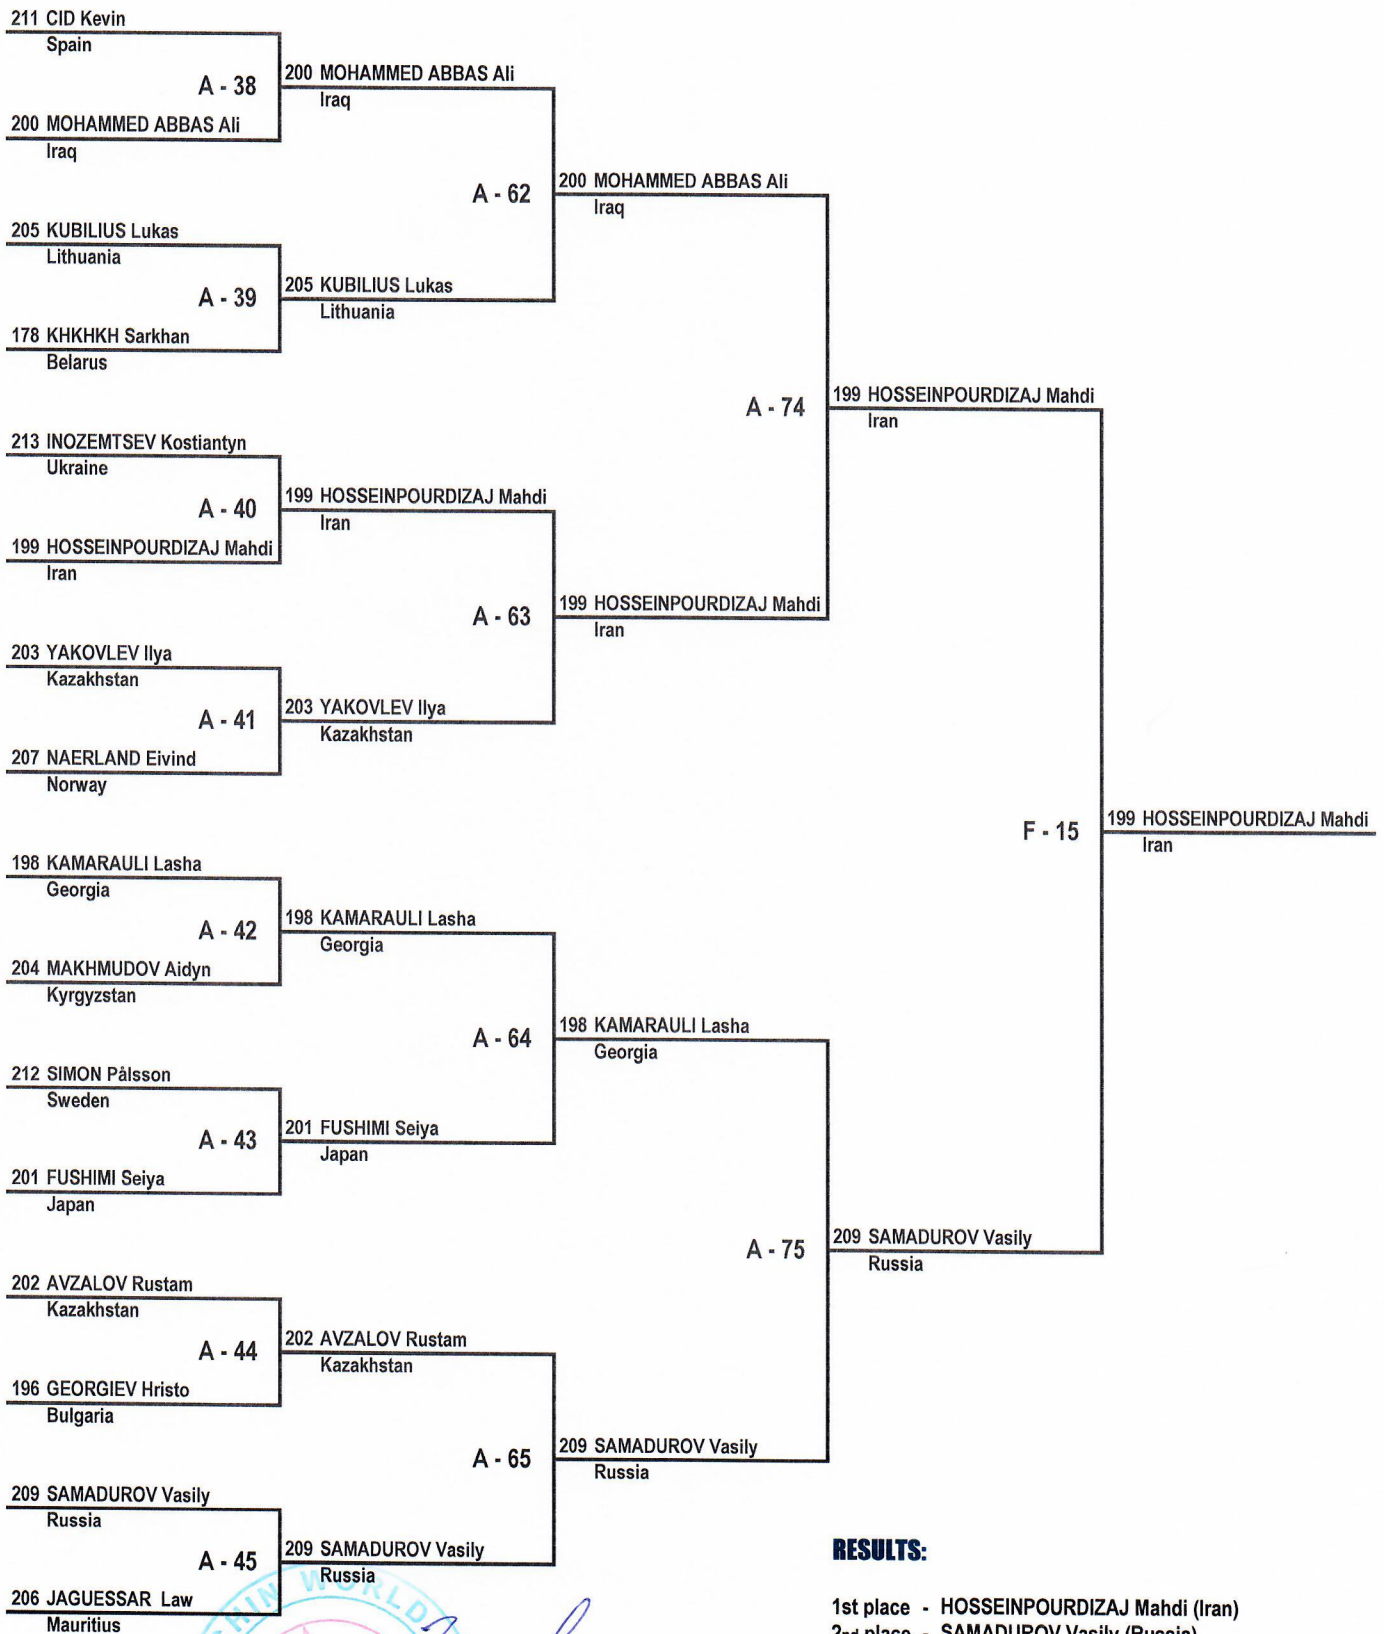 211 CID Kevin
Spain
A - 38
200 MOHAMMED ABBAS Ali
Iraq
200 MOHAMMED ABBAS Ali
Iraq
A - 62
200 MOHAMMED ABBAS Ali
Iraq
205 KUBILIUS Lukas
Lithuania
A - 39
205 KUBILIUS Lukas
Lithuania
178 KHKHKH Sarkhan
Belarus
A - 74
199 HOSSEINPOURDIZAJ Mahdi
Iran
213 INOZEMTSEV Kostiantyn
Ukraine
A - 40
199 HOSSEINPOURDIZAJ Mahdi
Iran
199 HOSSEINPOURDIZAJ Mahdi
Iran
A - 63
199 HOSSEINPOURDIZAJ Mahdi
Iran
203 YAKOVLEV Ilya
Kazakhstan
A - 41
203 YAKOVLEV Ilya
Kazakhstan
207 NAERLAND Eivind
Norway
F - 15
199 HOSSEINPOURDIZAJ Mahdi
Iran
198 KAMARAULI Lasha
Georgia
A - 42
198 KAMARAULI Lasha
Georgia
204 MAKHMUDOV Aidyn
Kyrgyzstan
A - 64
198 KAMARAULI Lasha
Georgia
212 SIMON Pålsson
Sweden
A - 43
201 FUSHIMI Seiya
Japan
201 FUSHIMI Seiya
Japan
A - 75
209 SAMADUROV Vasily
Russia
202 AVZALOV Rustam
Kazakhstan
A - 44
202 AVZALOV Rustam
Kazakhstan
196 GEORGIEV Hristo
Bulgaria
A - 65
209 SAMADUROV Vasily
Russia
209 SAMADUROV Vasily
Russia
A - 45
209 SAMADUROV Vasily
Russia
206 JAGUESSAR Law
Mauritius
WORLD
RESULTS:
1st place - HOSSEINPOURDIZAJ Mahdi (Iran)
2nd place - SAMADUROV Vasily (Russia)